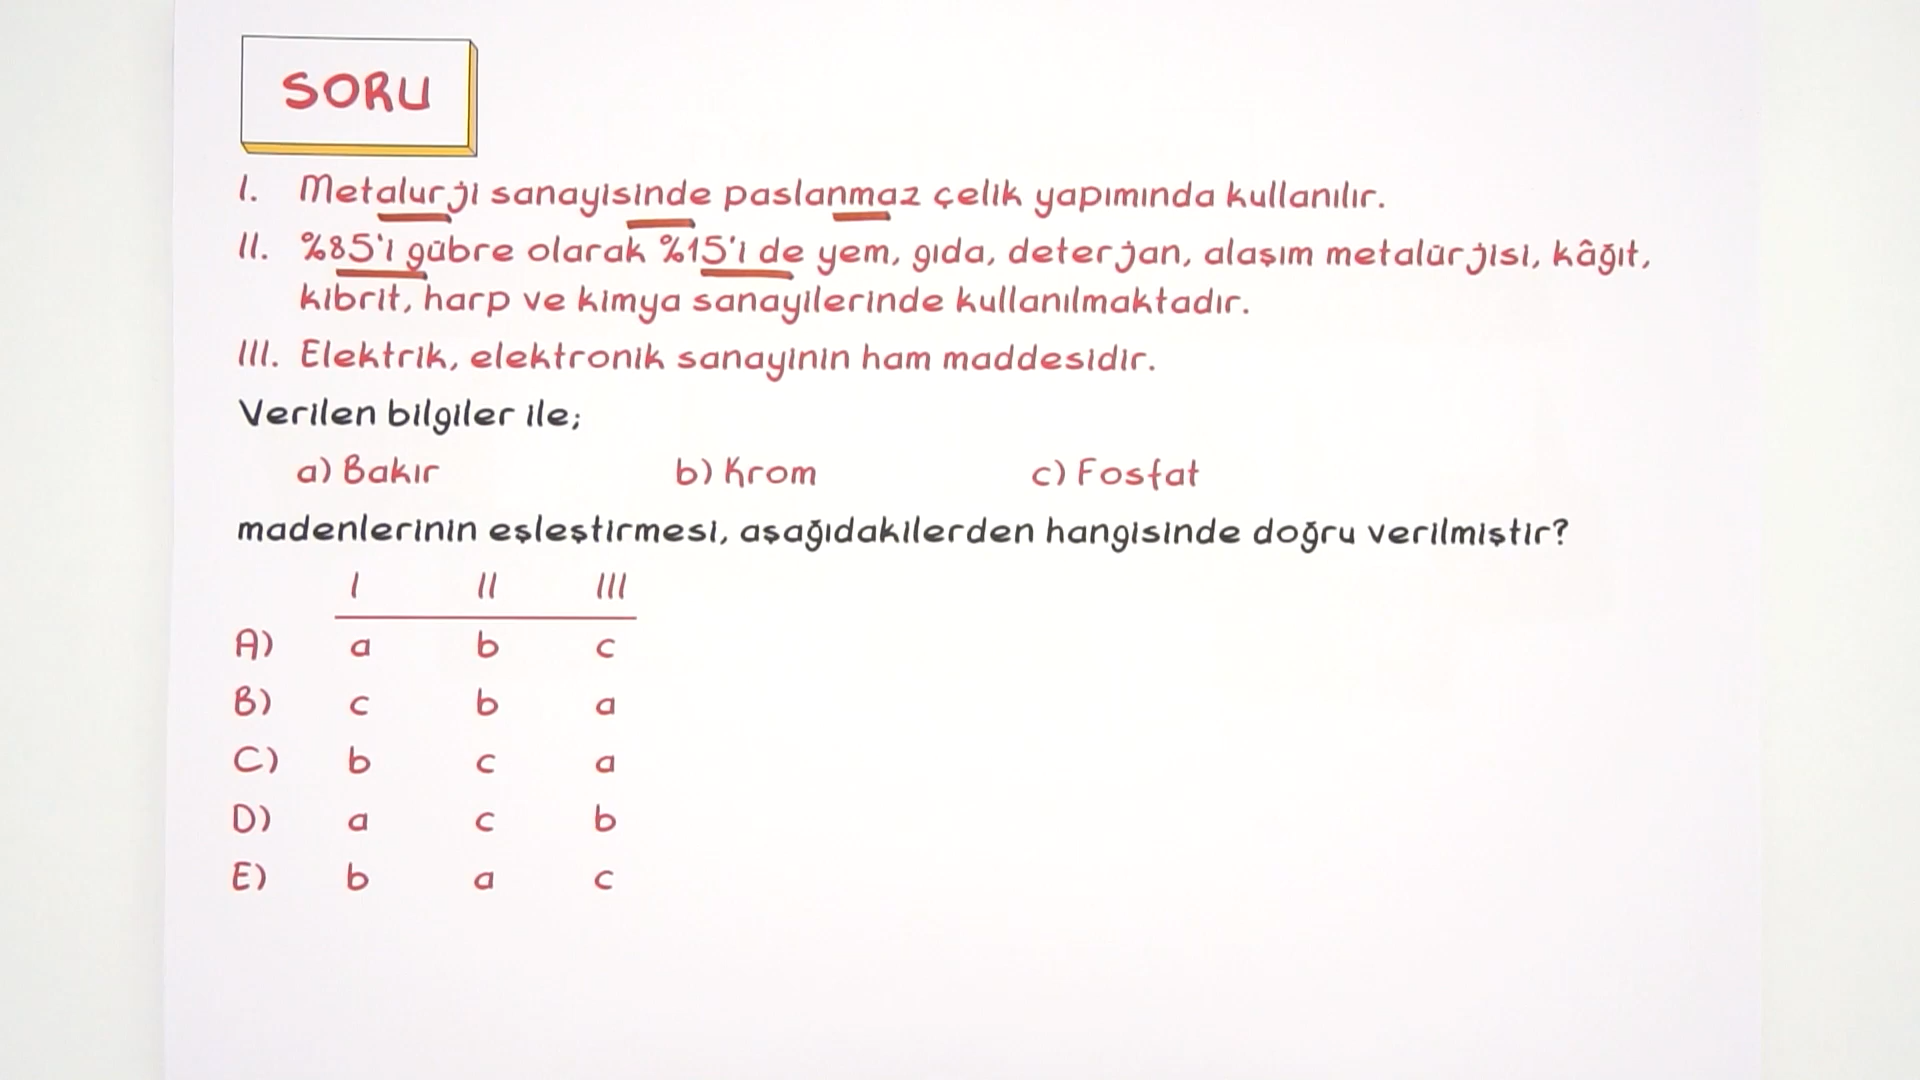 SORU
I. Metalurji sanayisinde paslanmaz çelik yapımında kullanılır.
II. %85'i gübre olarak %15'i de yem, gıda, deterjan, alaşım metalürjisi, kâğıt,
kibrit, harp ve kimya sanayilerinde kullanılmaktadır.
III. Elektrik, elektronik sanayinin ham maddesidir.
Verilen bilgiler ile;
a) Bakır b) Krom c) Fosfat
madenlerinin eşleştirmesi, aşağıdakilerden hangisinde doğru verilmiştir?
I II III
A) a b c
B) c b a
C) b c a
D) a c b
E) b a c